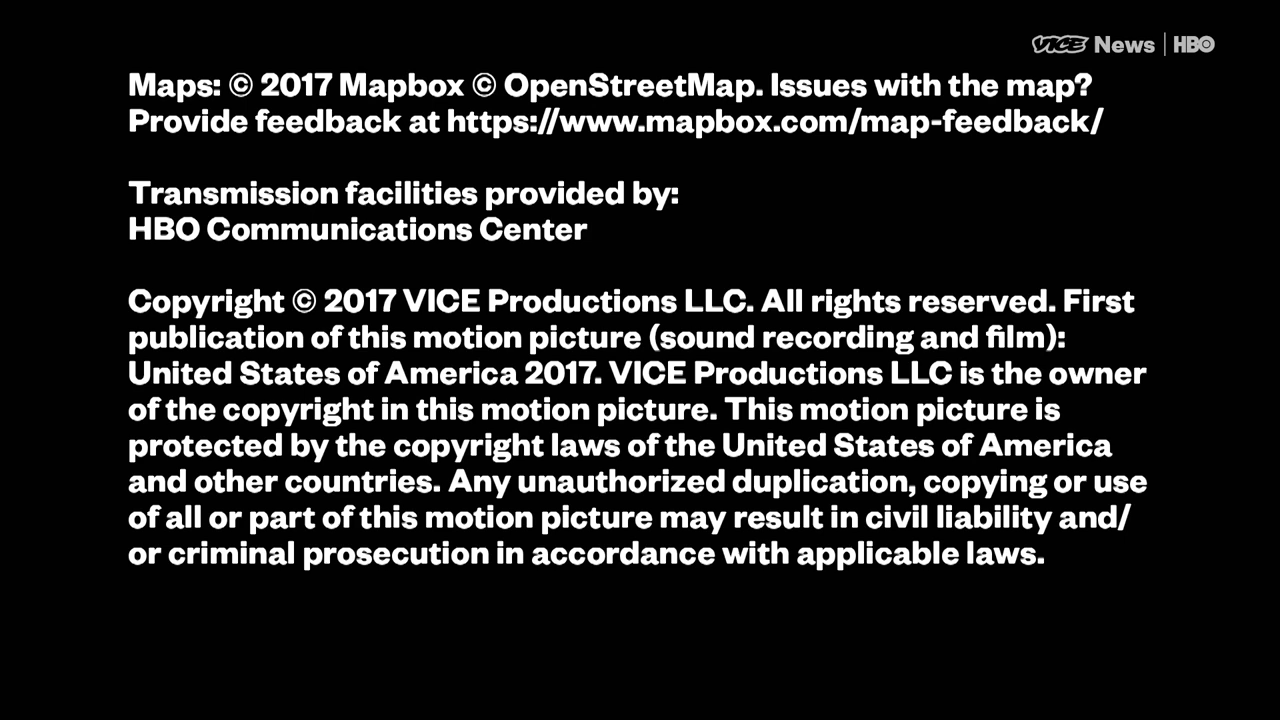 VICE News | HBO
Maps: © 2017 Mapbox © OpenStreetMap. Issues with the map?
Provide feedback at https://www.mapbox.com/map-feedback/
Transmission facilities provided by:
HBO Communications Center
Copyright © 2017 VICE Productions LLC. All rights reserved. First
publication of this motion picture (sound recording and film):
United States of America 2017. VICE Productions LLC is the owner
of the copyright in this motion picture. This motion picture is
protected by the copyright laws of the United States of America
and other countries. Any unauthorized duplication, copying or use
of all or part of this motion picture may result in civil liability and/
or criminal prosecution in accordance with applicable laws.